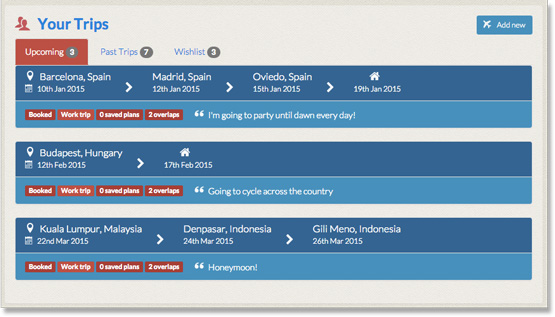 Your Trips
Add new
Upcoming 3
Past Trips 7
Wishlist 3
Barcelona, Spain Madrid, Spain Oviedo, Spain
10th Jan 2015 12th Jan 2015 15th Jan 2015 19th Jan 2015
Booked Work trip 0 saved plans 2 overlaps “ I'm going to party until dawn every day!
Budapest, Hungary
12th Feb 2015 17th Feb 2015
Booked Work trip 0 saved plans 2 overlaps “ Going to cycle across the country
Kuala Lumpur, Malaysia Denpasar, Indonesia Gili Meno, Indonesia
22nd Mar 2015 24th Mar 2015 26th Mar 2015
Booked Work trip 0 saved plans 2 overlaps “ Honeymoon!